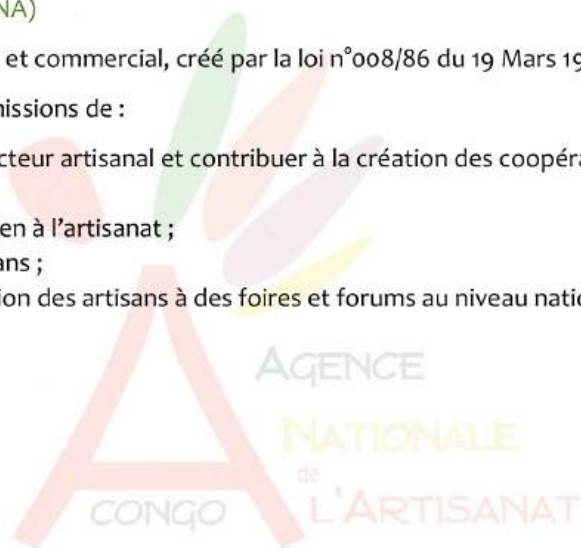 NA)
et commercial, créé par la loi n°008/86 du 19 Mars 19
issions de :
cteur artisanal et contribuer à la création des coopéra
en à l'artisanat ;
ans ;
ion des artisans à des foires et forums au niveau natio
AGENCE
NATIONALE
de
L'ARTISANAT
CONGO